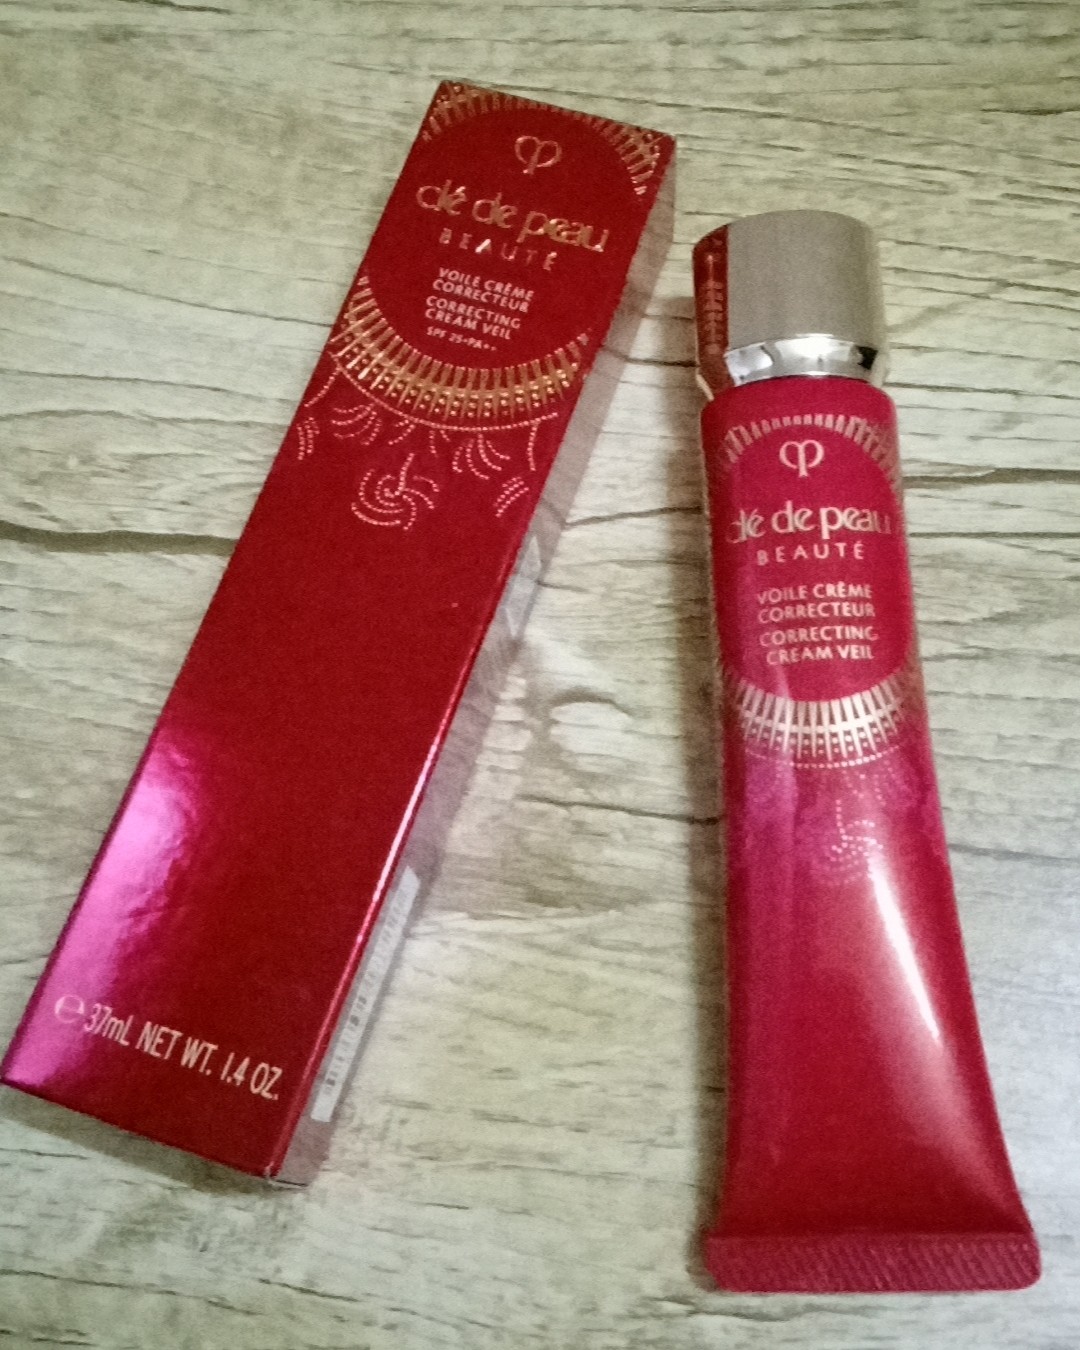 clé de peau
BEAUTÉ
VOILE CRÈME
CORRECTEUR
CORRECTING
CREAM VEIL
SPF 25•PA++
℮ 37mL NET WT. 1.4 OZ.
clé de peau
BEAUTÉ
VOILE CRÈME
CORRECTEUR
CORRECTING
CREAM VEIL